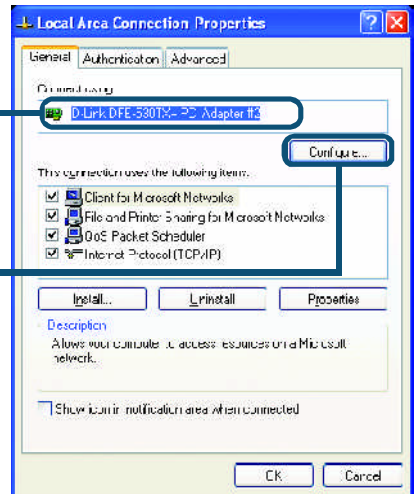 Local Area Connection Properties
General Authentication Advanced
Connect using:
D-Link DFE-530TX+ PCI Adapter #2
Configure...
This connection uses the following items:
Client for Microsoft Networks
File and Printer Sharing for Microsoft Networks
QoS Packet Scheduler
Internet Protocol (TCP/IP)
Install... Uninstall Properties
Description
Allows your computer to access resources on a Microsoft
network.
Show icon in notification area when connected
OK Cancel